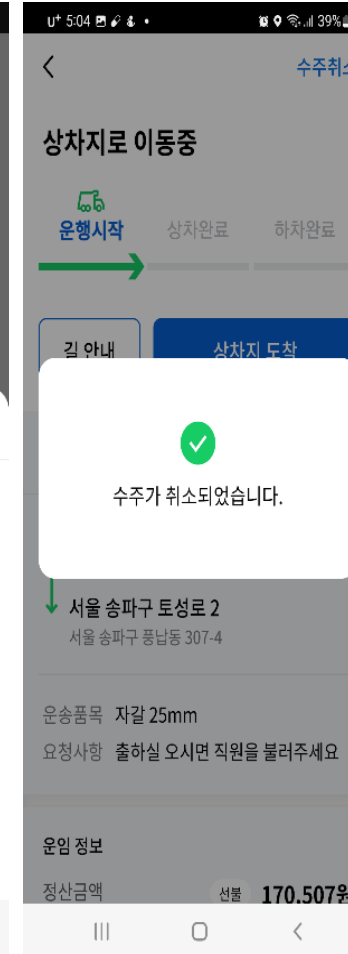 U+ 5:04
39%
수주취소
상차지로 이동중
운행시작 상차완료 하차완료
길 안내 상차지 도착
수주가 취소되었습니다.
서울 송파구 토성로 2
서울 송파구 풍납동 307-4
운송품목 자갈 25mm
요청사항 출하실 오시면 직원을 불러주세요
운임 정보
정산금액 선불 170,507원